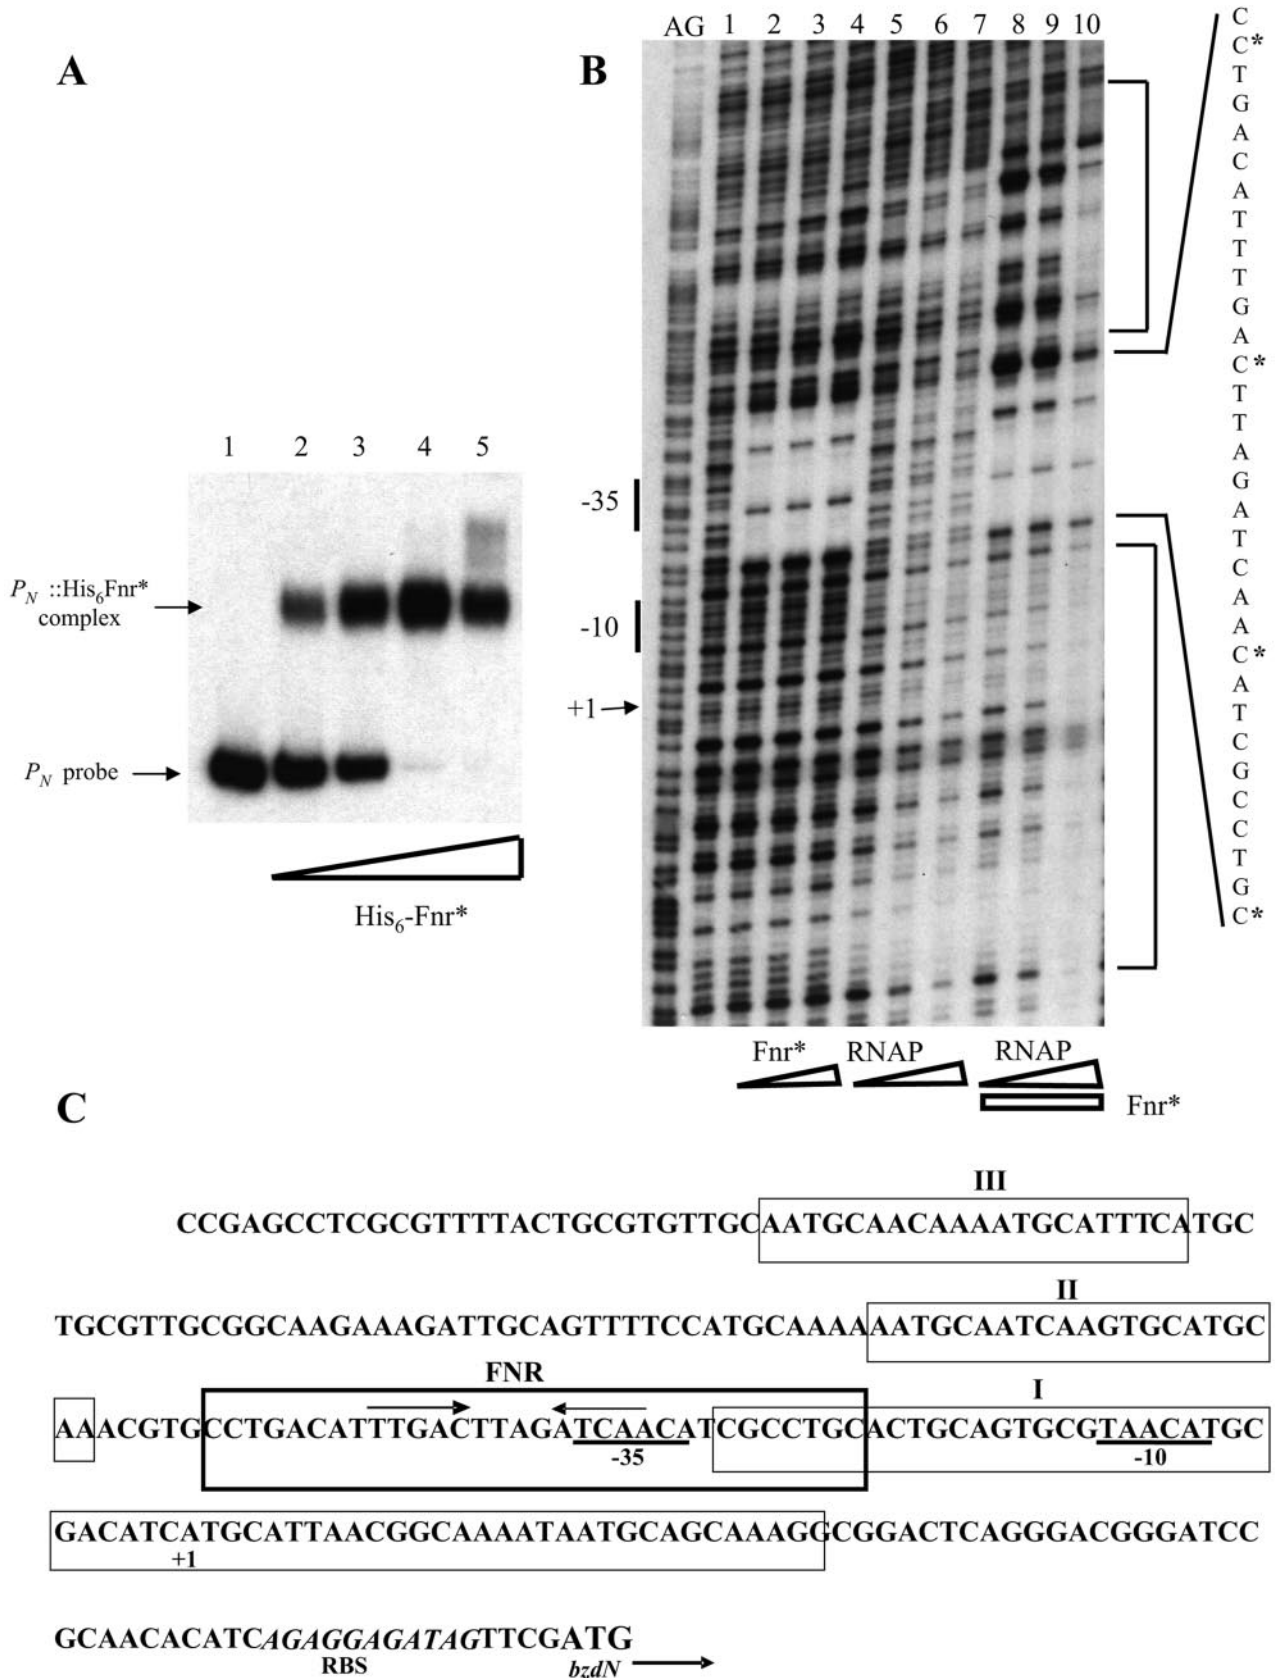 A
1 2 3 4 5
P_N ::His6Fnr*
complex
P_N probe
His6-Fnr*
B
AG 1 2 3 4 5 6 7 8 9 10
-35
-10
+1
Fnr* RNAP RNAP
Fnr*
C
C*
T
G
A
C
A
T
T
T
G
A
C*
T
T
A
G
A
T
C
A
A
C*
A
T
C
G
C
C
T
G
C*
C
III
CCGAGCCTCGCGTTTTACTGCGTGTTGCAATGCAACAAAATGCATTTCATGC
II
TGCGTTGCGGCAAGAAAGATTGCAGTTTTCCATGCAAAAAATGCAATCAAGTGCATGC
FNR I
AAACGTGCCTGACATTTGACTTAGATCAACATCGCCTGCACTGCAGTGCGTAACATGC
-35 -10
GACATCATGCATTAACGGCAAAATAATGCAGCAAAGGCGGACTCAGGGACGGGATCC
+1
GCAACACATCAGAGGAGATAGTTCGATG
RBS bzdN